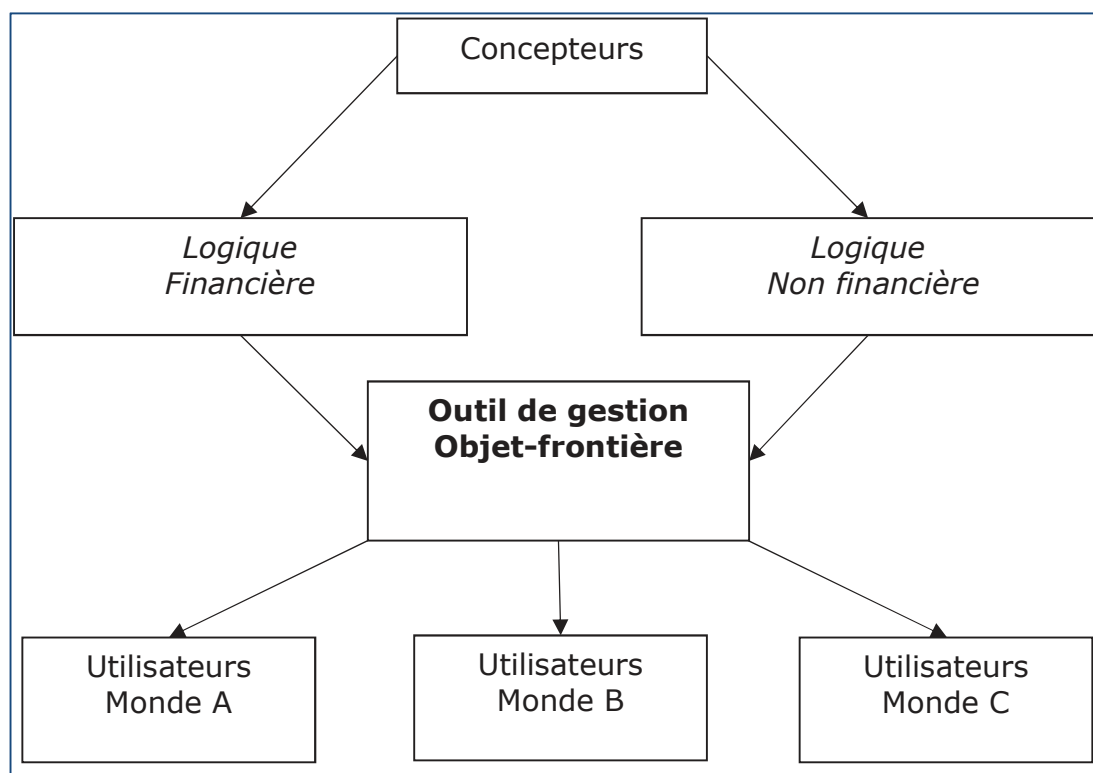 Concepteurs
Logique
Financière
Logique
Non financière
Outil de gestion
Objet-frontière
Utilisateurs
Monde A
Utilisateurs
Monde B
Utilisateurs
Monde C